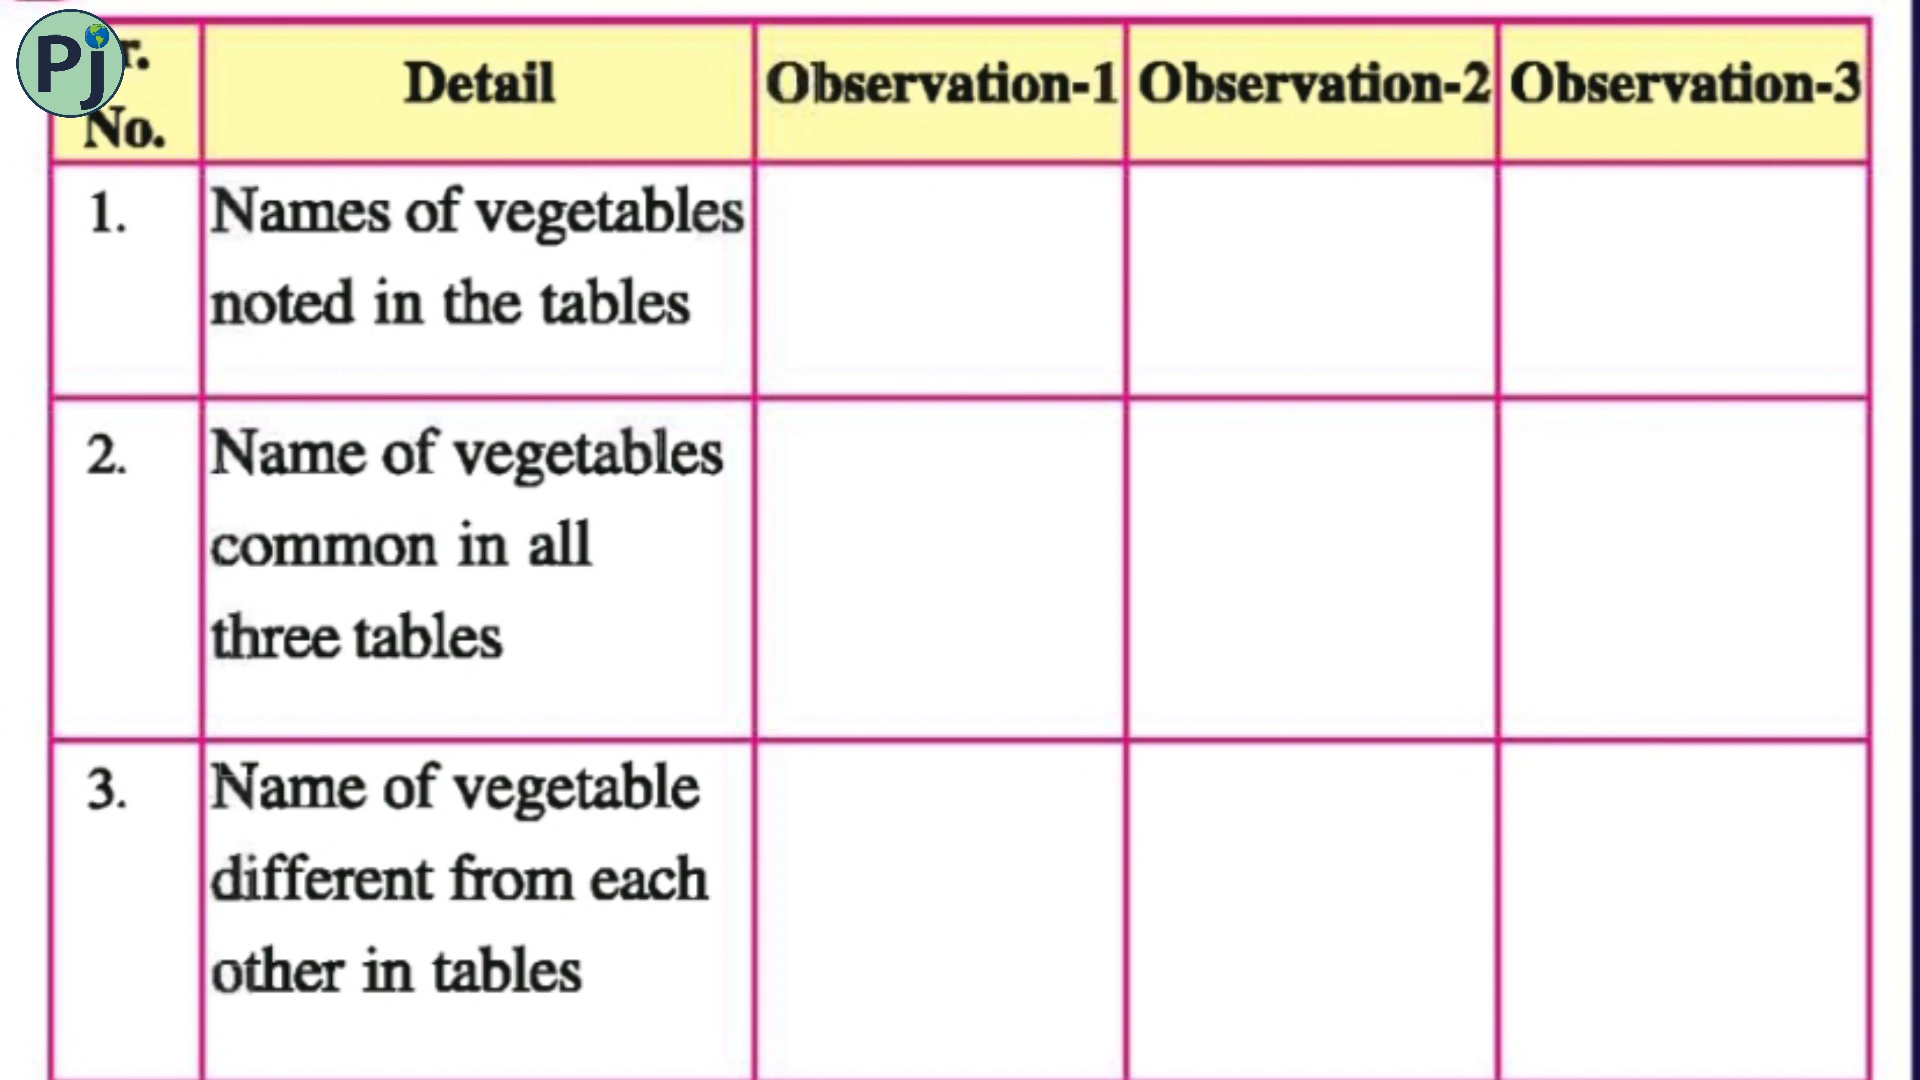 Pj
r.
No.
Detail
Observation-1
Observation-2
Observation-3
1.
Names of vegetables
noted in the tables
2.
Name of vegetables
common in all
three tables
3.
Name of vegetable
different from each
other in tables